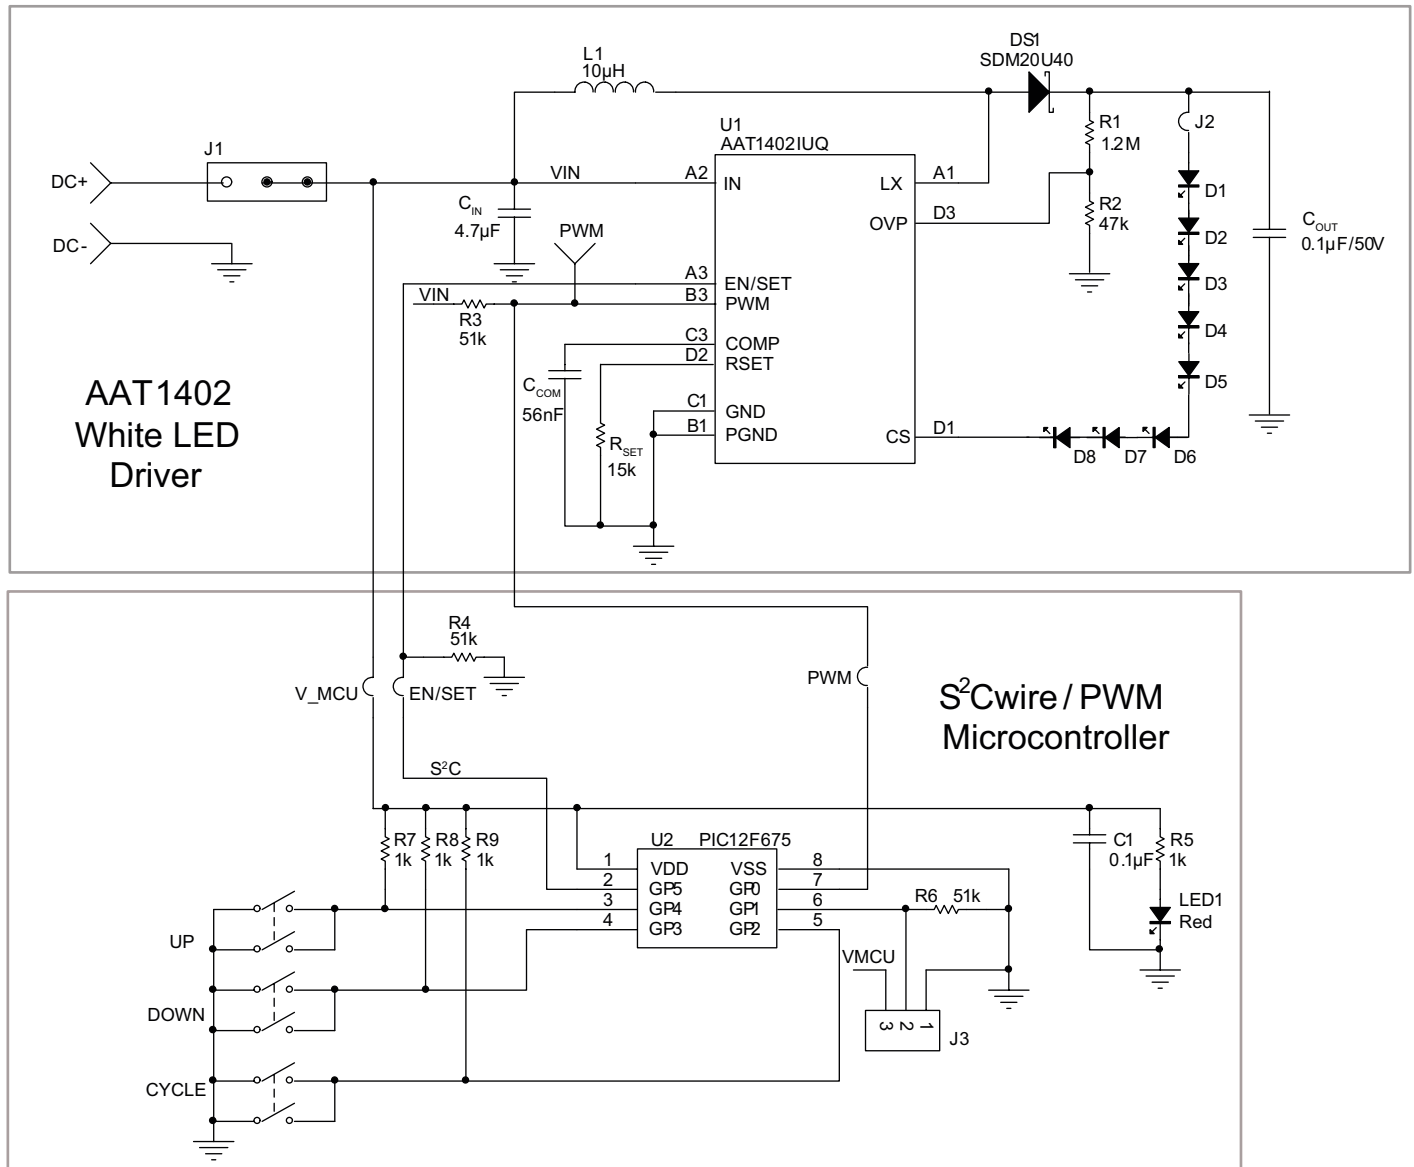 DS1
SDM20U40
L1
10µH
J2
R1
1.2M
U1
AAT1402IUQ
J1
DC+
VIN
A2
IN
LX
A1
D1
C_IN
4.7µF
PWM
OVP
D3
R2
47k
D2
C_OUT
0.1µF/50V
DC-
A3
EN/SET
D3
VIN
B3
PWM
R3
51k
D4
C3
COMP
D2
RSET
D5
C_COM
56nF
C1
GND
B1
PGND
CS
D1
R_SET
15k
D8
D7
D6
AAT1402
White LED
Driver
R4
51k
V_MCU
EN/SET
PWM
S²Cwire / PWM
Microcontroller
S²C
R7
1k
R8
1k
R9
1k
U2
PIC12F675
C1
0.1µF
R5
1k
1
VDD
VSS
8
2
GP5
GP0
7
3
GP4
GP1
6
4
GP3
GP2
5
R6
51k
LED1
Red
UP
VMCU
DOWN
3
2
1
J3
CYCLE